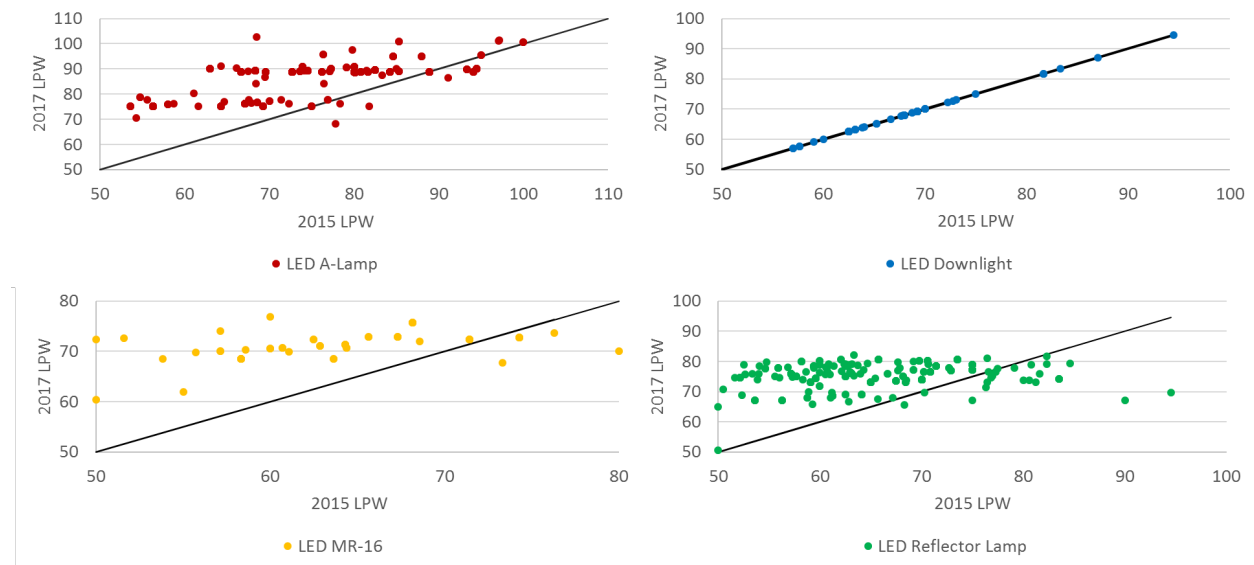 110
100
90
80
70
60
50
2017 LPW
50 60 70 80 90 100 110
2015 LPW
LED A-Lamp
100
90
80
70
60
50
2017 LPW
50 60 70 80 90 100
2015 LPW
LED Downlight
80
70
60
50
2017 LPW
50 60 70 80
2015 LPW
LED MR-16
100
90
80
70
60
50
2017 LPW
50 60 70 80 90 100
2015 LPW
LED Reflector Lamp